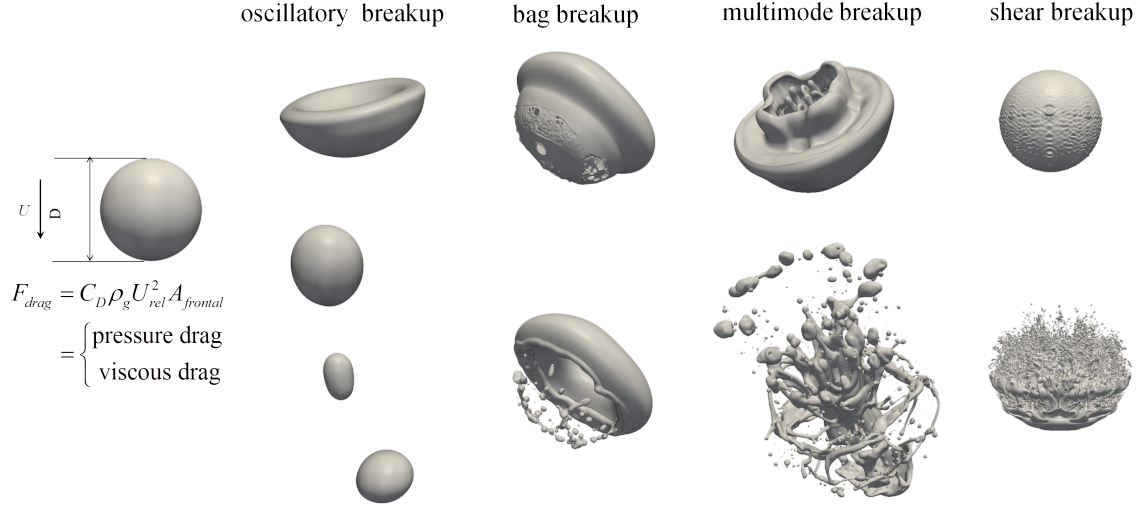 oscillatory breakup
bag breakup
multimode breakup
shear breakup
U
D
F_drag = C_D ρ_g U_rel^2 A_frontal
= { pressure drag
viscous drag